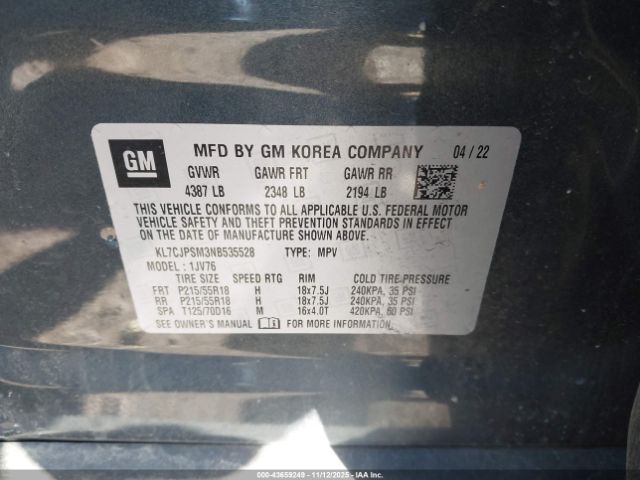 GM
MFD BY GM KOREA COMPANY 04 / 22
GVWR GAWR FRT GAWR RR
4387 LB 2348 LB 2194 LB
THIS VEHICLE CONFORMS TO ALL APPLICABLE U.S. FEDERAL MOTOR
VEHICLE SAFETY AND THEFT PREVENTION STANDARDS IN EFFECT
ON THE DATE OF MANUFACTURE SHOWN ABOVE.
KL7CJPSM3NB535528 TYPE: MPV
MODEL : 1JV76
TIRE SIZE SPEED RTG RIM COLD TIRE PRESSURE
FRT P215/55R18 H 18x7.5J 240KPA, 35 PSI
RR P215/55R18 H 18x7.5J 240KPA, 35 PSI
SPA T125/70D16 M 16x4.0T 420KPA, 60 PSI
SEE OWNER'S MANUAL FOR MORE INFORMATION
000-43659249 - 11/12/2025 - IAAI.COM